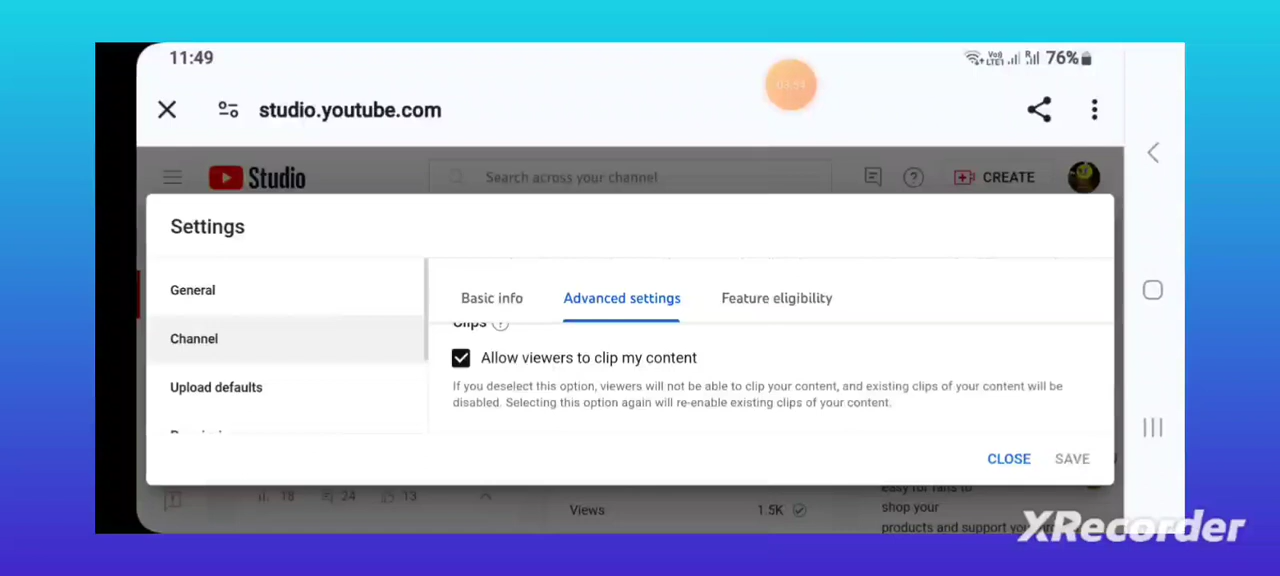 11:49
VoD LTE1 R 76%
03:54
studio.youtube.com
Studio
Search across your channel
CREATE
Settings
General
Basic info
Advanced settings
Feature eligibility
Clips
Channel
Allow viewers to clip my content
Upload defaults
If you deselect this option, viewers will not be able to clip your content, and existing clips of your content will be
disabled. Selecting this option again will re-enable existing clips of your content.
CLOSE
SAVE
18
24
13
Views
1.5K
easy for fans to
shop your
products and support
XRecorder